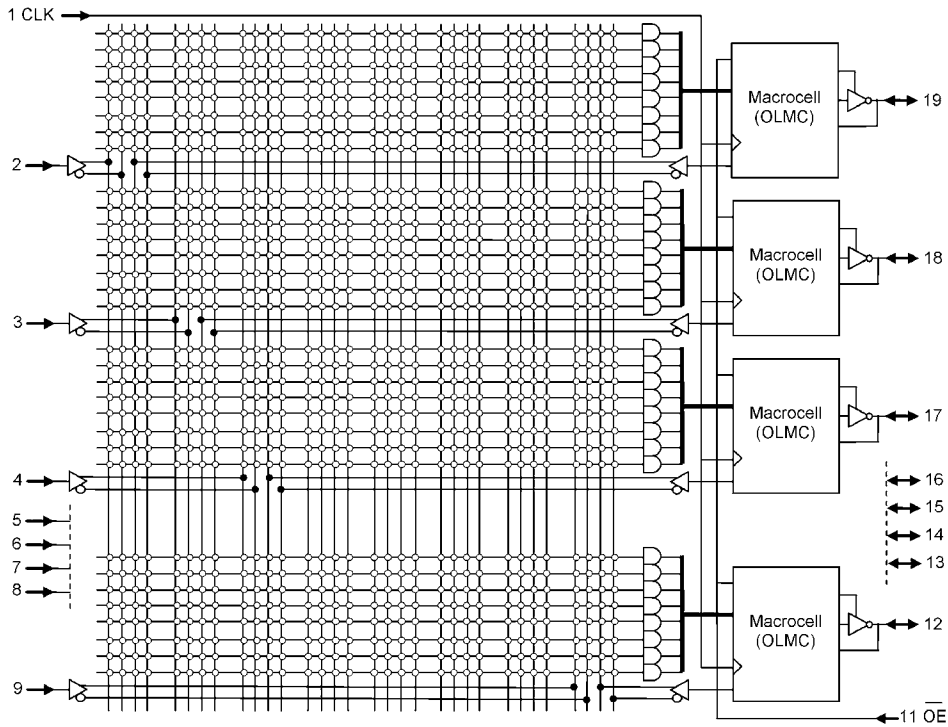 1 CLK
Macrocell
(OLMC)
19
2
Macrocell
(OLMC)
18
3
Macrocell
(OLMC)
17
4
16
5
15
6
14
7
13
8
Macrocell
(OLMC)
12
9
11 O̅E̅